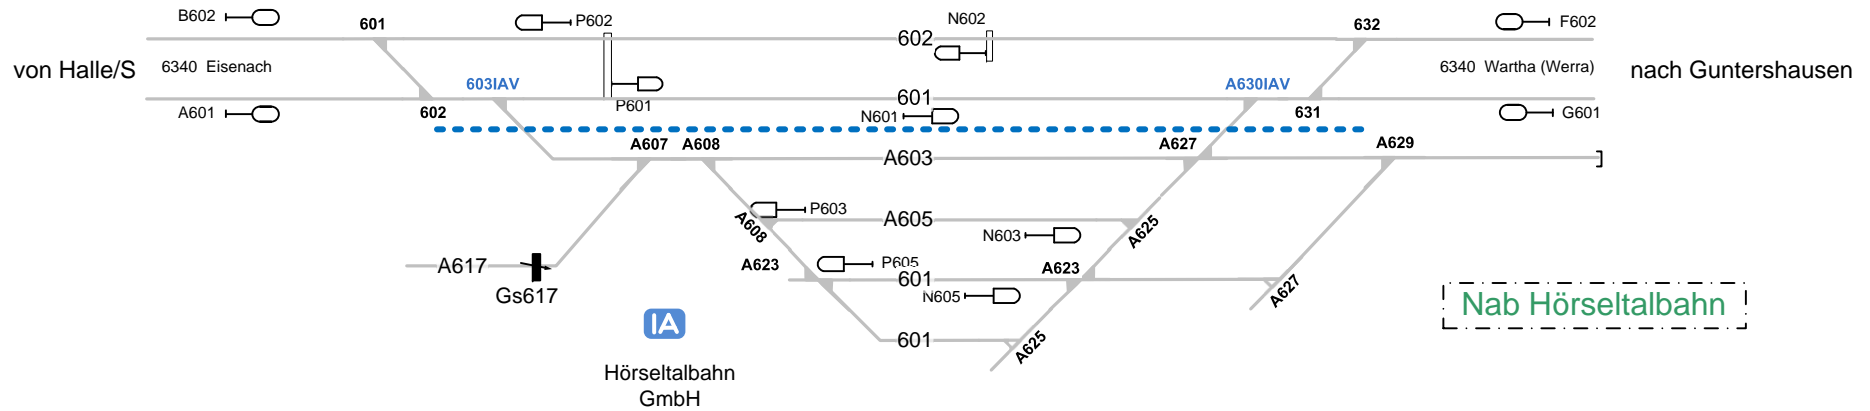 B602
601
P602
N602
632
F602
602
von Halle/S
6340 Eisenach
603IAV
A630IAV
6340 Wartha (Werra)
nach Guntershausen
601
P601
A601
602
N601
631
G601
A607
A608
A603
A627
A629
P603
A605
A608
N603
A625
A617
Gs617
A623
P605
601
A623
N605
A627
Nab Hörseltalbahn
IA
601
A625
Hörseltalbahn
GmbH